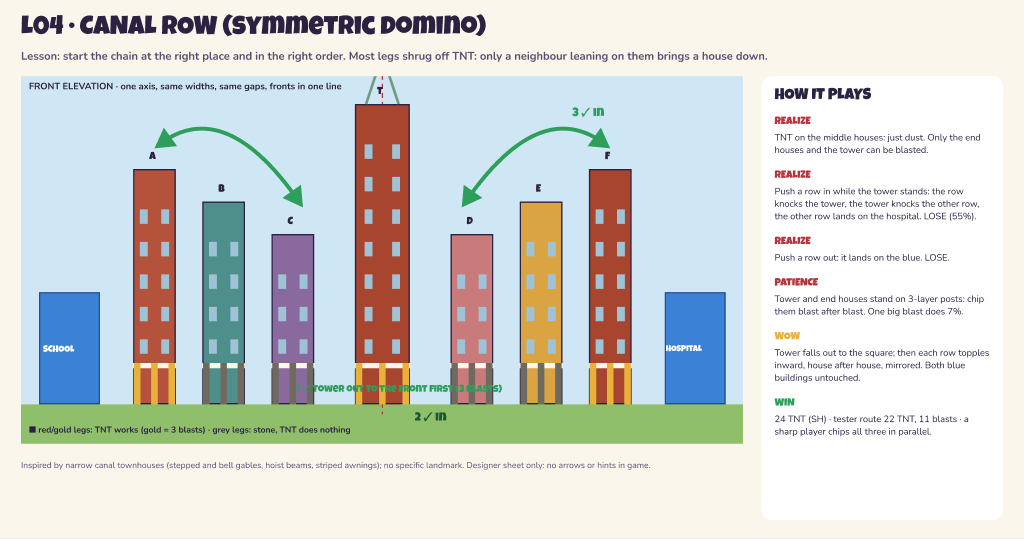 L04 · CANAL ROW (SYMMETRIC DOMINO)
Lesson: start the chain at the right place and in the right order. Most legs shrug off TNT: only a neighbour leaning on them brings a house down.
FRONT ELEVATION · one axis, same widths, same gaps, fronts in one line
T
3 ✓ IN
A
F
B
E
C
D
SCHOOL
HOSPITAL
TOWER OUT TO THE FRONT FIRST (3 BLASTS)
2 ✓ IN
■ red/gold legs: TNT works (gold = 3 blasts) · grey legs: stone, TNT does nothing
Inspired by narrow canal townhouses (stepped and bell gables, hoist beams, striped awnings); no specific landmark. Designer sheet only: no arrows or hints in game.
HOW IT PLAYS
REALIZE
TNT on the middle houses: just dust. Only the end
houses and the tower can be blasted.
REALIZE
Push a row in while the tower stands: the row
knocks the tower, the tower knocks the other row,
the other row lands on the hospital. LOSE (55%).
REALIZE
Push a row out: it lands on the blue. LOSE.
PATIENCE
Tower and end houses stand on 3-layer posts: chip
them blast after blast. One big blast does 7%.
WOW
Tower falls out to the square; then each row topples
inward, house after house, mirrored. Both blue
buildings untouched.
WIN
24 TNT (SH) · tester route 22 TNT, 11 blasts · a
sharp player chips all three in parallel.